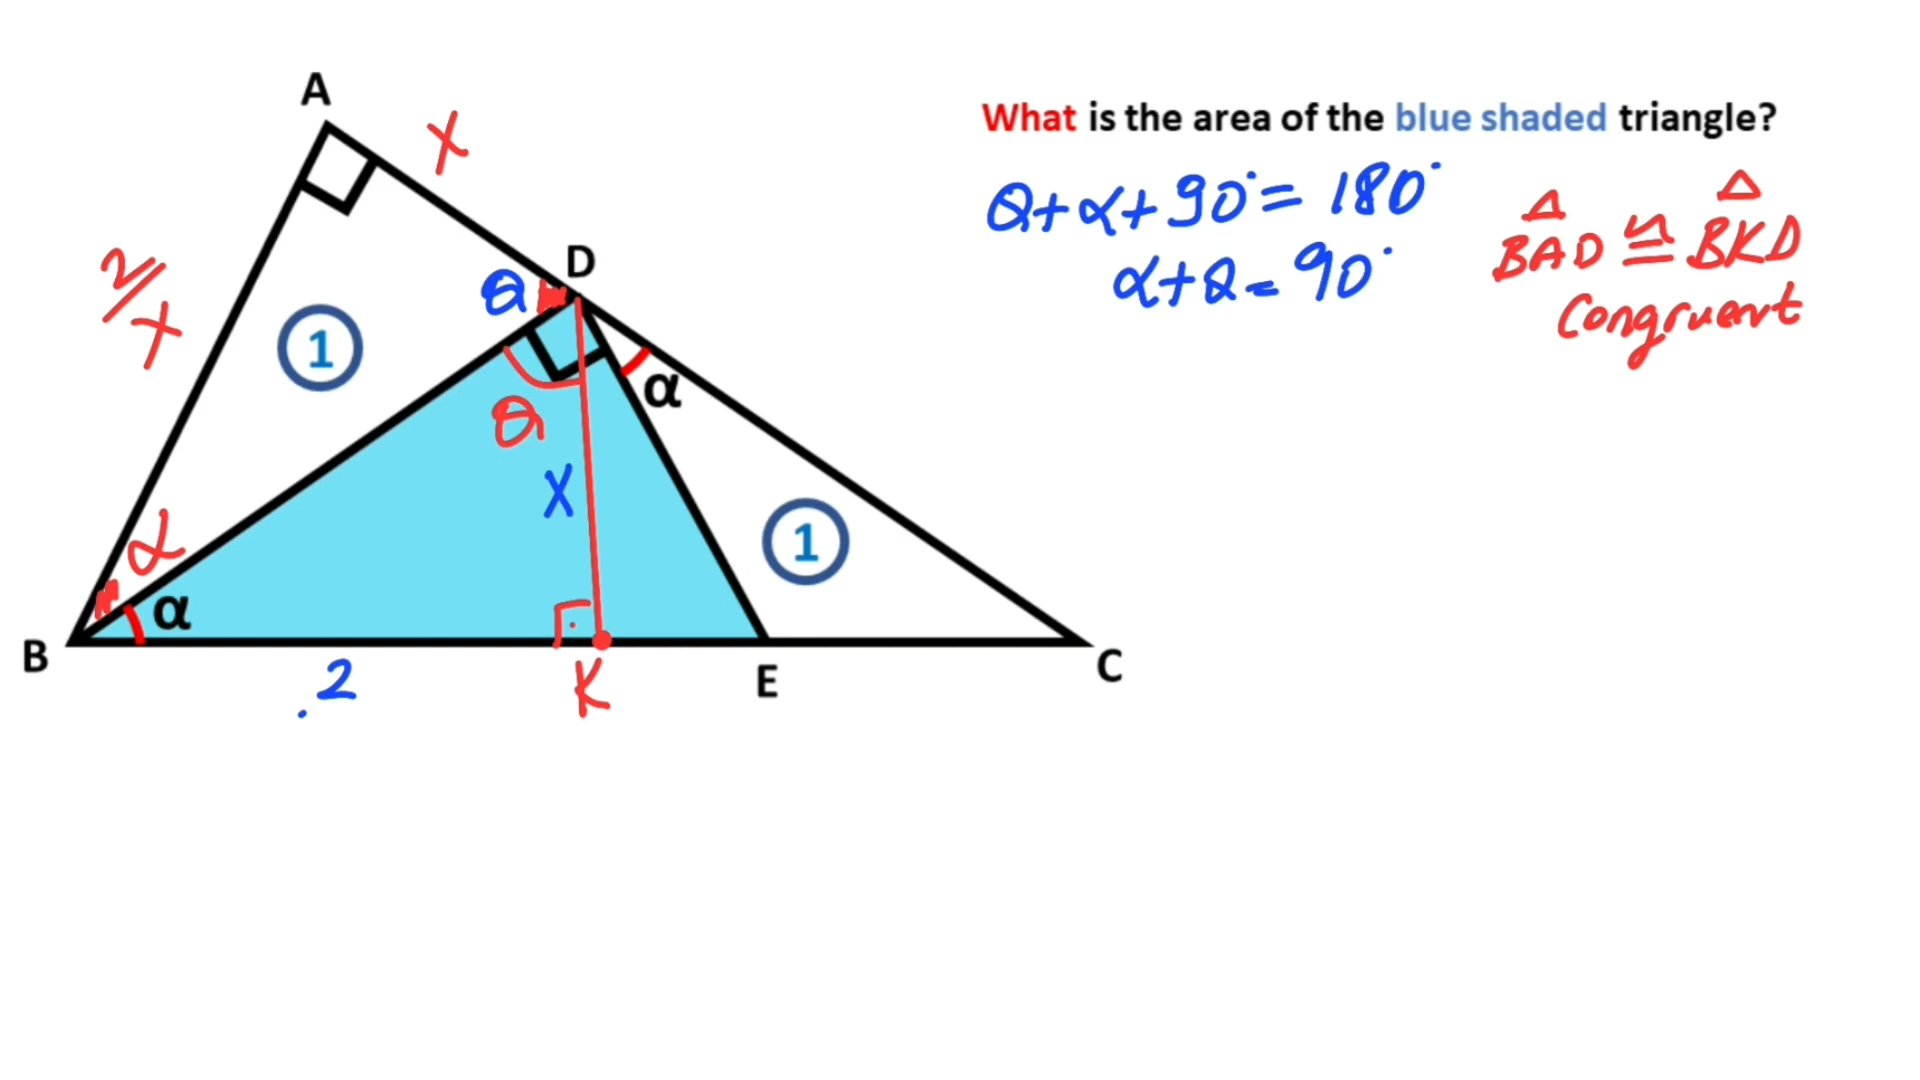 A
X
What is the area of the blue shaded triangle?
θ+α+90°=180°
α+θ=90°
BAD ≅ BKD
Congruent
D
θ
2/x
1
α
θ
X
1
α
α
B
2
K
E
C